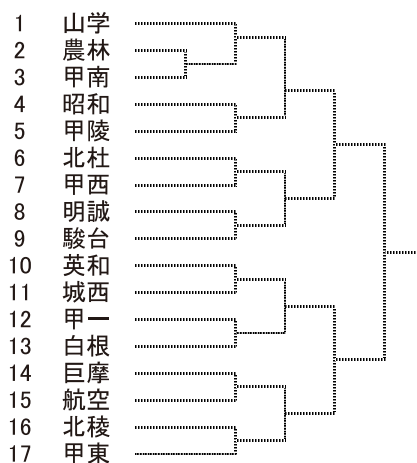 1 山学
2 農林
3 甲南
4 昭和
5 甲陵
6 北杜
7 甲西
8 明誠
9 駿台
10 英和
11 城西
12 甲一
13 白根
14 巨摩
15 航空
16 北稜
17 甲東